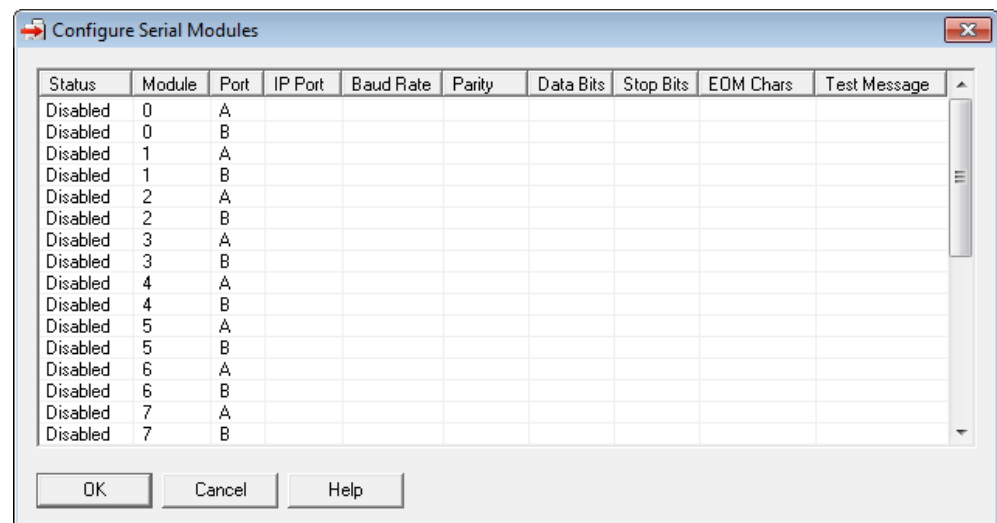 Configure Serial Modules
Status Module Port IP Port Baud Rate Parity Data Bits Stop Bits EOM Chars Test Message
Disabled 0 A
Disabled 0 B
Disabled 1 A
Disabled 1 B
Disabled 2 A
Disabled 2 B
Disabled 3 A
Disabled 3 B
Disabled 4 A
Disabled 4 B
Disabled 5 A
Disabled 5 B
Disabled 6 A
Disabled 6 B
Disabled 7 A
Disabled 7 B
OK Cancel Help